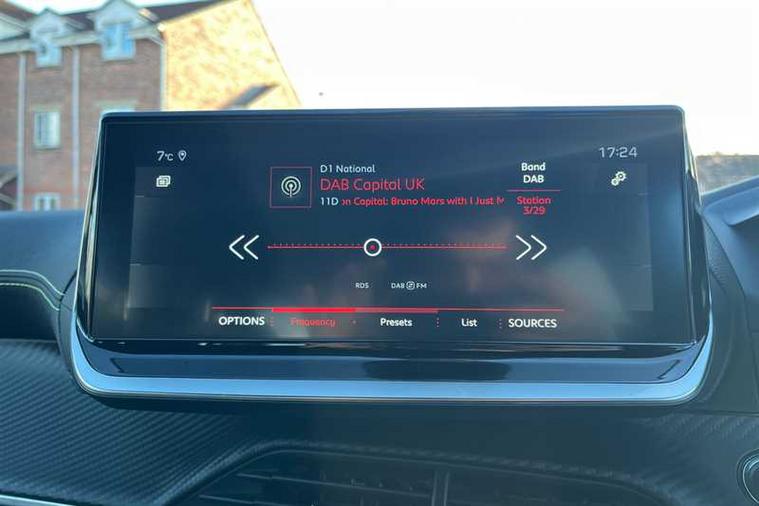 7°C 17:24
D1 National
DAB Capital UK
11D on Capital: Bruno Mars with I Just M
Band
DAB
Station
3/29
RDS DAB FM
OPTIONS Frequency Presets List SOURCES